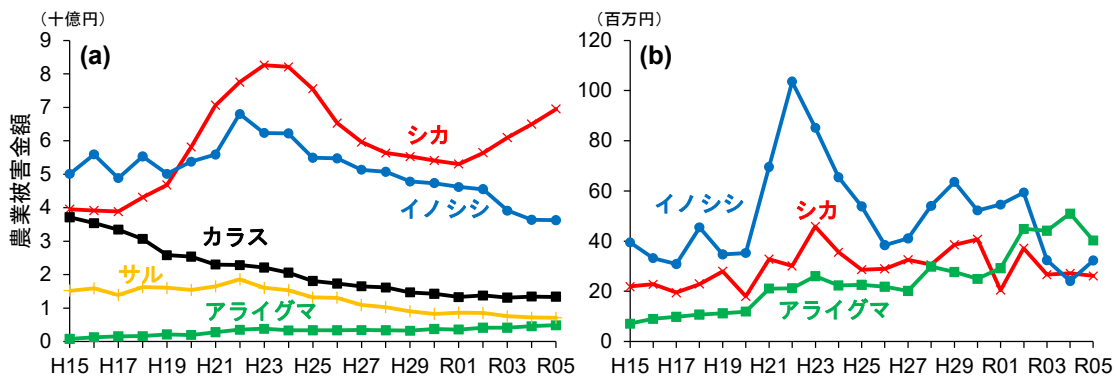 （十億円）
(a)
農業被害金額
9
8
7
6
5
4
3
2
1
0
シカ
イノシシ
カラス
サル
アライグマ
H15 H17 H19 H21 H23 H25 H27 H29 R01 R03 R05
（百万円）
(b)
120
100
80
60
40
20
0
イノシシ
シカ
アライグマ
H15 H17 H19 H21 H23 H25 H27 H29 R01 R03 R05